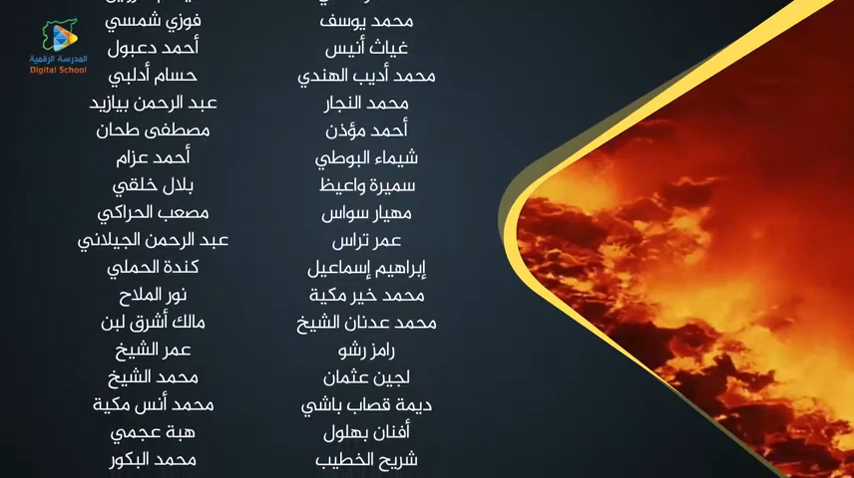 المدرسة الرقمية
Digital School
محمد يوسف
فوزي شمسي
غياث أنيس
أحمد دعبول
محمد أديب الهندي
حسام أدلبي
محمد النجار
عبد الرحمن بيازيد
أحمد مؤذن
مصطفى طحان
شيماء البوطي
أحمد عزام
سميرة واعيظ
بلال خلقي
مهيار سواس
مصعب الحراكي
عمر تراس
عبد الرحمن الجيلاني
إبراهيم إسماعيل
كندة الحملي
محمد خير مكية
نور الملاح
محمد عدنان الشيخ
مالك أشرق لبن
رامز رشو
عمر الشيخ
لجين عثمان
محمد الشيخ
ديمة قصاب باشي
محمد أنس مكية
أفنان بهلول
هبة عجمي
شريح الخطيب
محمد البكور